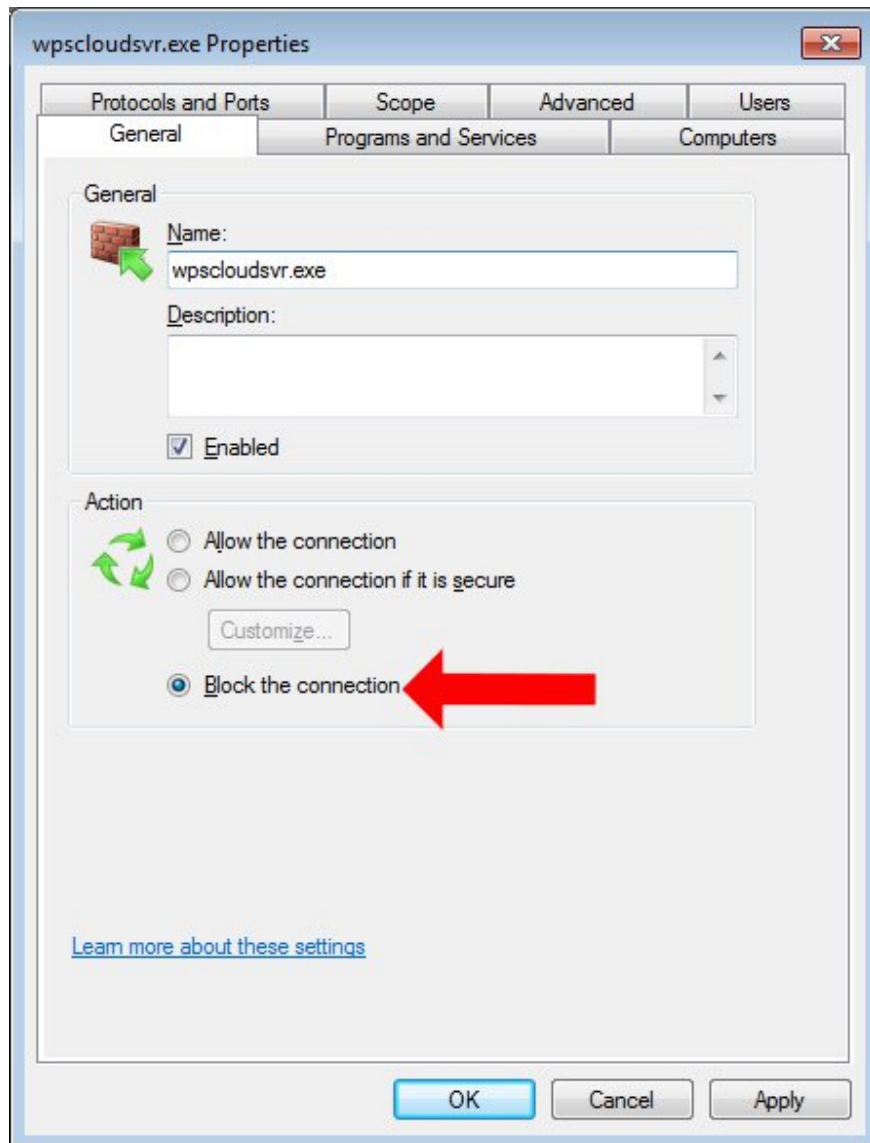 wpscloudsvr.exe Properties
Protocols and Ports Scope Advanced Users
General Programs and Services Computers
General
Name:
wpscloudsvr.exe
Description:
Enabled
Action
Allow the connection
Allow the connection if it is secure
Customize...
Block the connection
Learn more about these settings
OK Cancel Apply